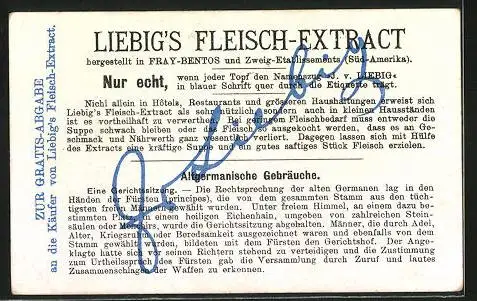 LIEBIG'S FLEISCH-EXTRACT
hergestellt in FRAY-BENTOS und Zweig-Etablissements (Süd-Amerika).
Nur echt, wenn jeder Topf den Namenszug »J. v. LIEBIG«
in blauer Schrift quer durch die Etiquette trägt.
Nicht allein in Hôtels, Restaurants und grösseren Haushaltungen erweist sich
Liebig's Fleisch-Extract als sehr nützlich, sondern auch in kleinen Hausständen
ist es vortheilhaft zu verwenden. Bei geringem Fleischbedarf muss entweder die
Suppe schwach bleiben oder das Fleisch so ausgekocht werden, dass es an Ge-
schmack und Nährwerth ganz wesentlich verliert. Dagegen lassen sich mit Hülfe
des Extracts eine kräftige Suppe und ein gutes saftiges Stück Fleisch erzielen.
Altgermanische Gebräuche.
Eine Gerichtssitzung. — Die Rechtsprechung der alten Germanen lag in den
Händen der Fürsten (principes), die von dem gesammten Stamm aus den tüch-
tigsten freien Männern gewählt wurden. Unter freiem Himmel, an einem dazu be-
stimmten Platz, in einem heiligen Eichenhain, umgeben von zahlreichen Stein-
säulen oder wurde die Gerichtssitzung abgehalten. Männer, die durch Adel,
Alter, Kriegsruhm oder Beredsamkeit ausgezeichnet waren und ebenfalls von dem
Stamm gewählt wurden, bildeten mit dem Fürsten den Gerichtshof. Der Ange-
klagte hatte sich vor seinen Richtern stehend zu verteidigen und die Zustimmung
zum Urtheilsspruch des Fürsten gab die Versammlung durch Zuruf und lautes
Zusammenschlagen der Waffen zu erkennen.
ZUR GRATIS-ABGABE
an die Käufer von Liebig's Fleisch-Extract.
J v Liebig